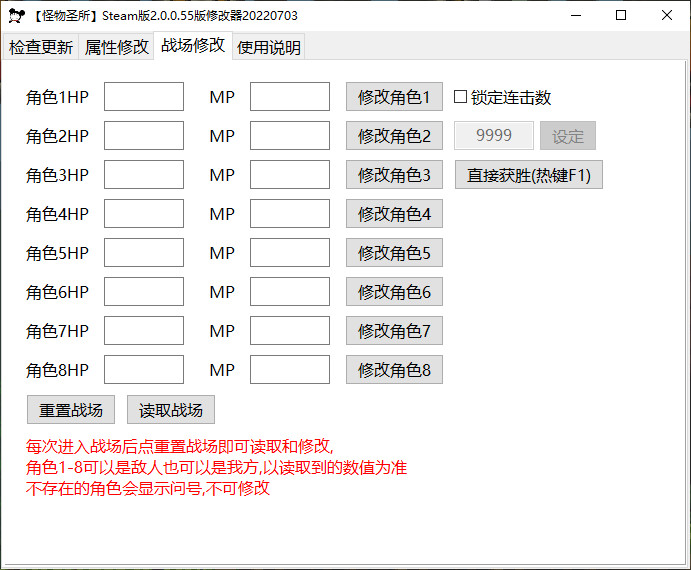 【怪物圣所】Steam版2.0.0.55版修改器20220703
检查更新 属性修改 战场修改 使用说明
角色1HP MP 修改角色1 锁定连击数
角色2HP MP 修改角色2 9999 设定
角色3HP MP 修改角色3 直接获胜(热键F1)
角色4HP MP 修改角色4
角色5HP MP 修改角色5
角色6HP MP 修改角色6
角色7HP MP 修改角色7
角色8HP MP 修改角色8
重置战场 读取战场
每次进入战场后点重置战场即可读取和修改,
角色1-8可以是敌人也可以是我方,以读取到的数值为准
不存在的角色会显示问号,不可修改